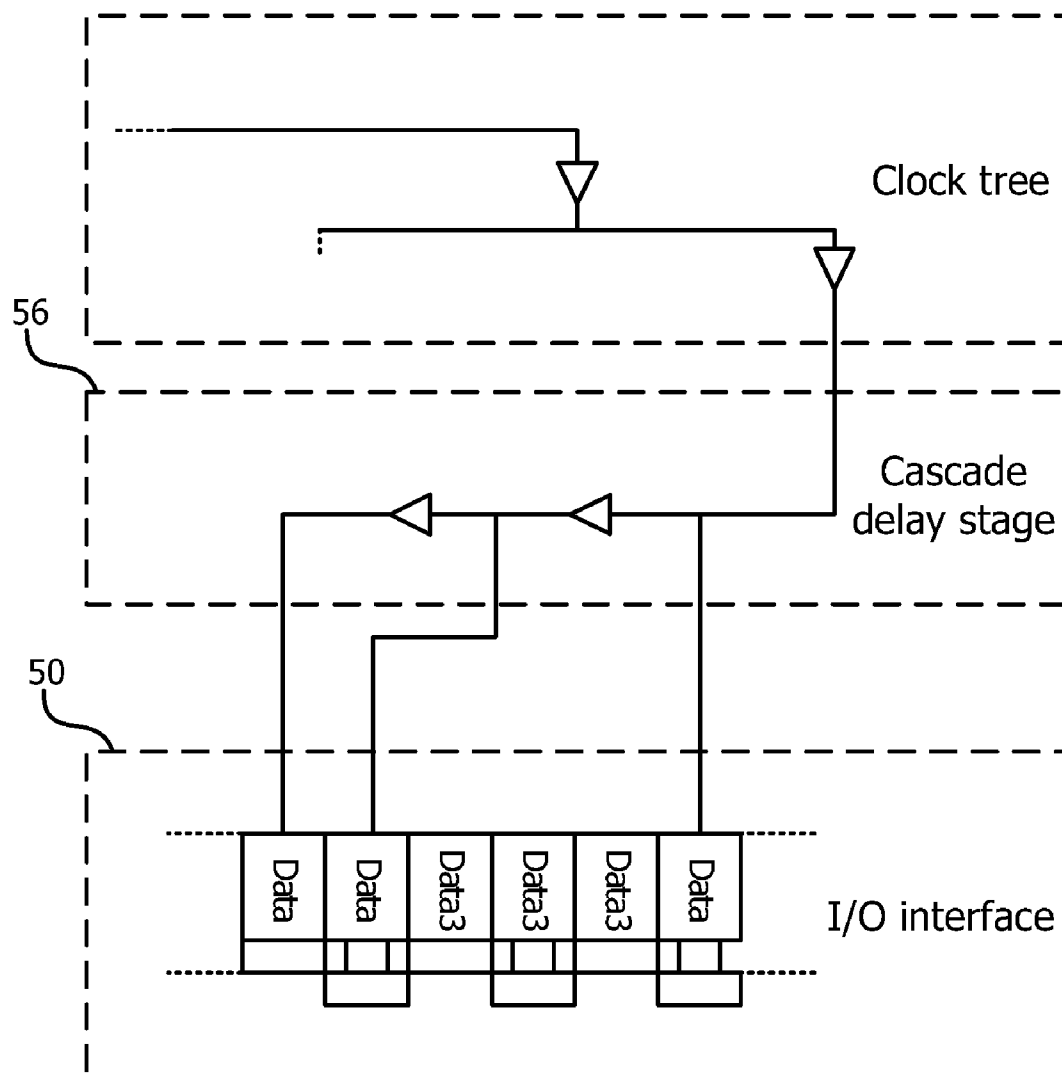 Clock tree
56
Cascade
delay stage
50
Data
Data
Data3
Data3
Data3
Data
I/O interface